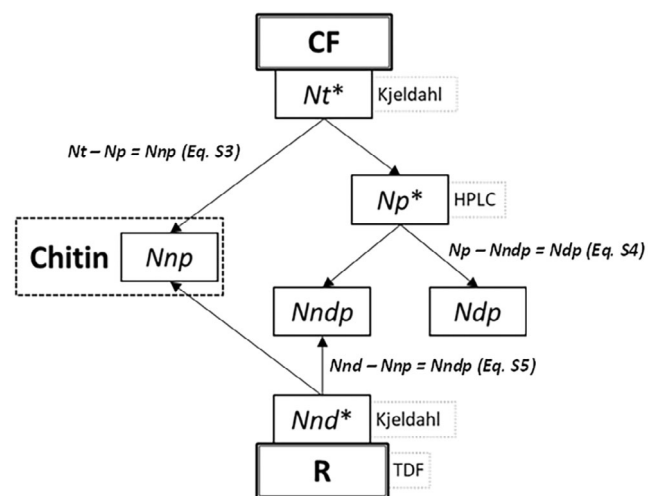 CF
Nt* Kjeldahl
Nt – Np = Nnp (Eq. S3)
Np* HPLC
Np – Nndp = Ndp (Eq. S4)
Chitin Nnp
Nndp Ndp
Nnd – Nnp = Nndp (Eq. S5)
Nnd* Kjeldahl
R TDF